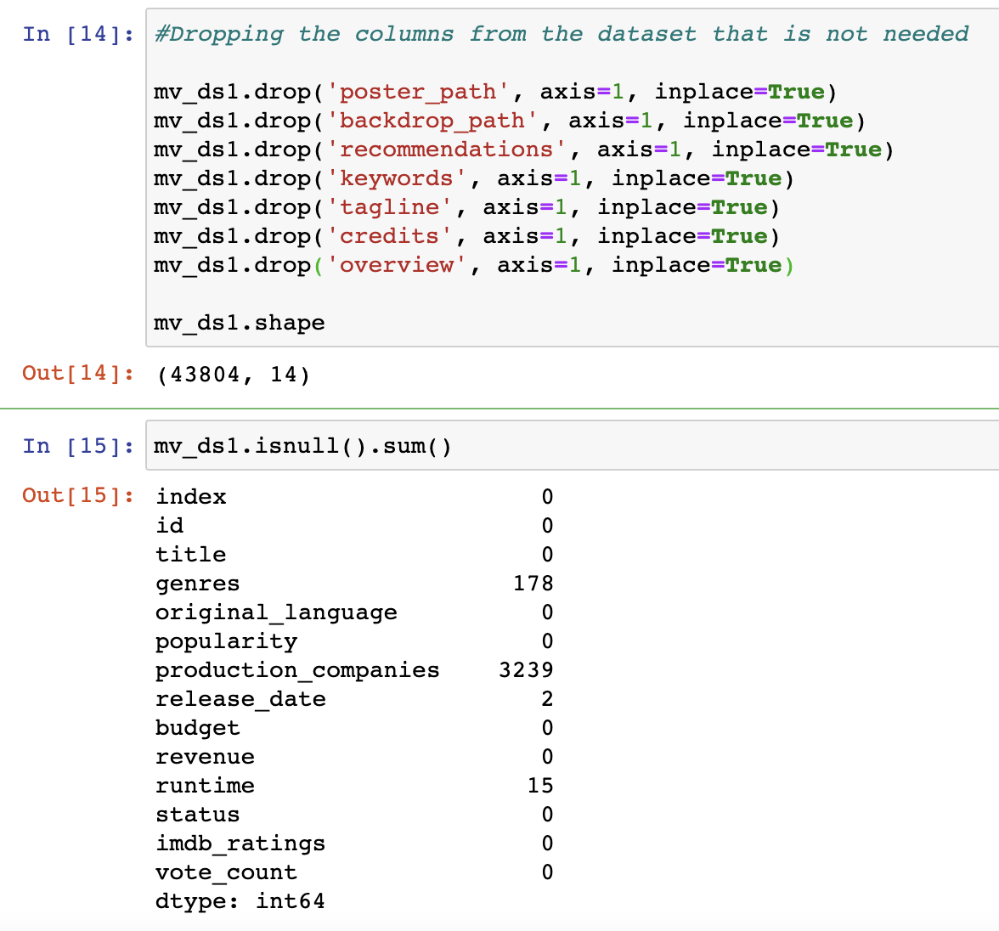 In [14]: #Dropping the columns from the dataset that is not needed
mv_ds1.drop('poster_path', axis=1, inplace=True)
mv_ds1.drop('backdrop_path', axis=1, inplace=True)
mv_ds1.drop('recommendations', axis=1, inplace=True)
mv_ds1.drop('keywords', axis=1, inplace=True)
mv_ds1.drop('tagline', axis=1, inplace=True)
mv_ds1.drop('credits', axis=1, inplace=True)
mv_ds1.drop('overview', axis=1, inplace=True)
mv_ds1.shape
Out[14]: (43804, 14)
In [15]: mv_ds1.isnull().sum()
Out[15]: index 0
id 0
title 0
genres 178
original_language 0
popularity 0
production_companies 3239
release_date 2
budget 0
revenue 0
runtime 15
status 0
imdb_ratings 0
vote_count 0
dtype: int64